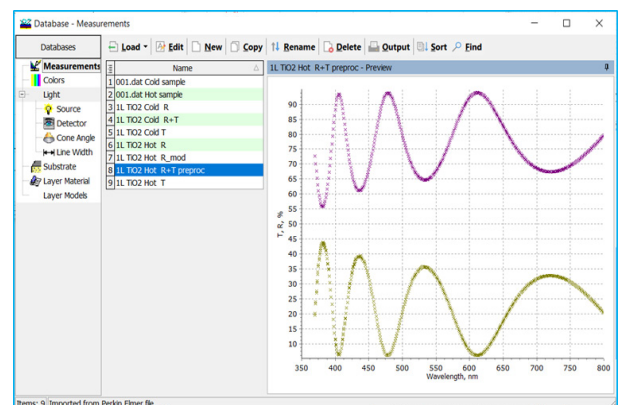 Database - Measurements
Databases
Load Edit New Copy Rename Delete Output Sort Find
Measurements
Colors
Light
Source
Detector
Cone Angle
Line Width
Substrate
Layer Material
Layer Models
Name
1 001.dat Cold sample
2 001.dat Hot sample
3 1L TiO2 Cold R
4 1L TiO2 Cold R+T
5 1L TiO2 Cold T
6 1L TiO2 Hot R
7 1L TiO2 Hot R_mod
8 1L TiO2 Hot R+T preproc
9 1L TiO2 Hot T
1L TiO2 Hot R+T preproc - Preview
T, R, %
90
85
80
75
70
65
60
55
50
45
40
35
30
25
20
15
10
350 400 450 500 550 600 650 700 750 800
Wavelength, nm
Items: 9 Imported from Perkin Elmer file